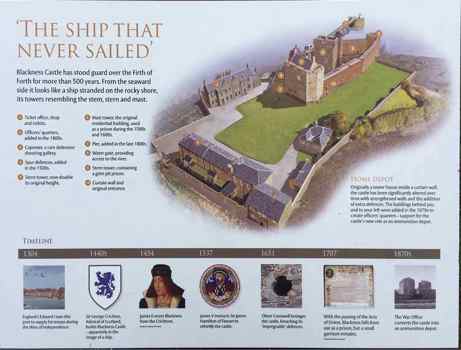 'THE SHIP THAT
NEVER SAILED'
Blackness Castle has stood guard over the Firth of
Forth for more than 500 years. From the seaward
side it looks like a ship stranded on the rocky shore,
its towers resembling the stem, stern and mast.
Ticket office, shop
and toilets.
Officers' quarters,
added in the 1870s.
Caponier, a rare defensive
shooting gallery.
Spur defences, added
in the 1530s.
Stern tower, now double
its original height.
Mast tower, the original
residential building, used
as a prison during the 1500s
and 1600s.
Pier, added in the late 1800s.
Water gate, providing
access to the river.
Stem tower, containing
a grim pit prison.
Curtain wall and
original entrance.
Originally a tower house inside a curtain wall,
the castle has been significantly altered over
time with strengthened walls and the addition
of extra defences. The buildings behind you
and to your left were added in the 1870s to
create officers' quarters – support for the
castle's new role as an ammunition depot.
TIMELINE
1304 1440s 1454 1537 1651 1707 1870s
England's Edward I uses this
port to supply his troops during
the Wars of Independence.
Sir George Crichton,
Admiral of Scotland,
builds Blackness Castle
– apparently in the
image of a ship.
James II seizes Blackness
from the Crichtons.
James V instructs Sir James
Hamilton of Finnart to
refortify the castle.
Oliver Cromwell besieges
the castle, breaching its
'impregnable' defences.
With the passing of the Acts
of Union, Blackness falls from
use as a prison, but a small
garrison remains.
The War Office
converts the castle into
an ammunition depot.